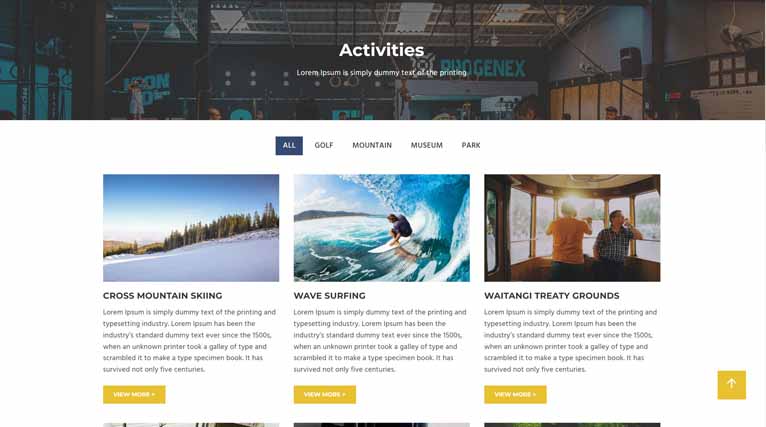 Activities
PROGENEX
Lorem Ipsum is simply dummy text of the printing
ALL GOLF MOUNTAIN MUSEUM PARK
CROSS MOUNTAIN SKIING
Lorem Ipsum is simply dummy text of the printing and
typesetting industry. Lorem Ipsum has been the
industry's standard dummy text ever since the 1500s,
when an unknown printer took a galley of type and
scrambled it to make a type specimen book. It has
survived not only five centuries.
VIEW MORE >
WAVE SURFING
Lorem Ipsum is simply dummy text of the printing and
typesetting industry. Lorem Ipsum has been the
industry's standard dummy text ever since the 1500s,
when an unknown printer took a galley of type and
scrambled it to make a type specimen book. It has
survived not only five centuries.
VIEW MORE >
WAITANGI TREATY GROUNDS
Lorem Ipsum is simply dummy text of the printing and
typesetting industry. Lorem Ipsum has been the
industry's standard dummy text ever since the 1500s,
when an unknown printer took a galley of type and
scrambled it to make a type specimen book. It has
survived not only five centuries.
VIEW MORE >